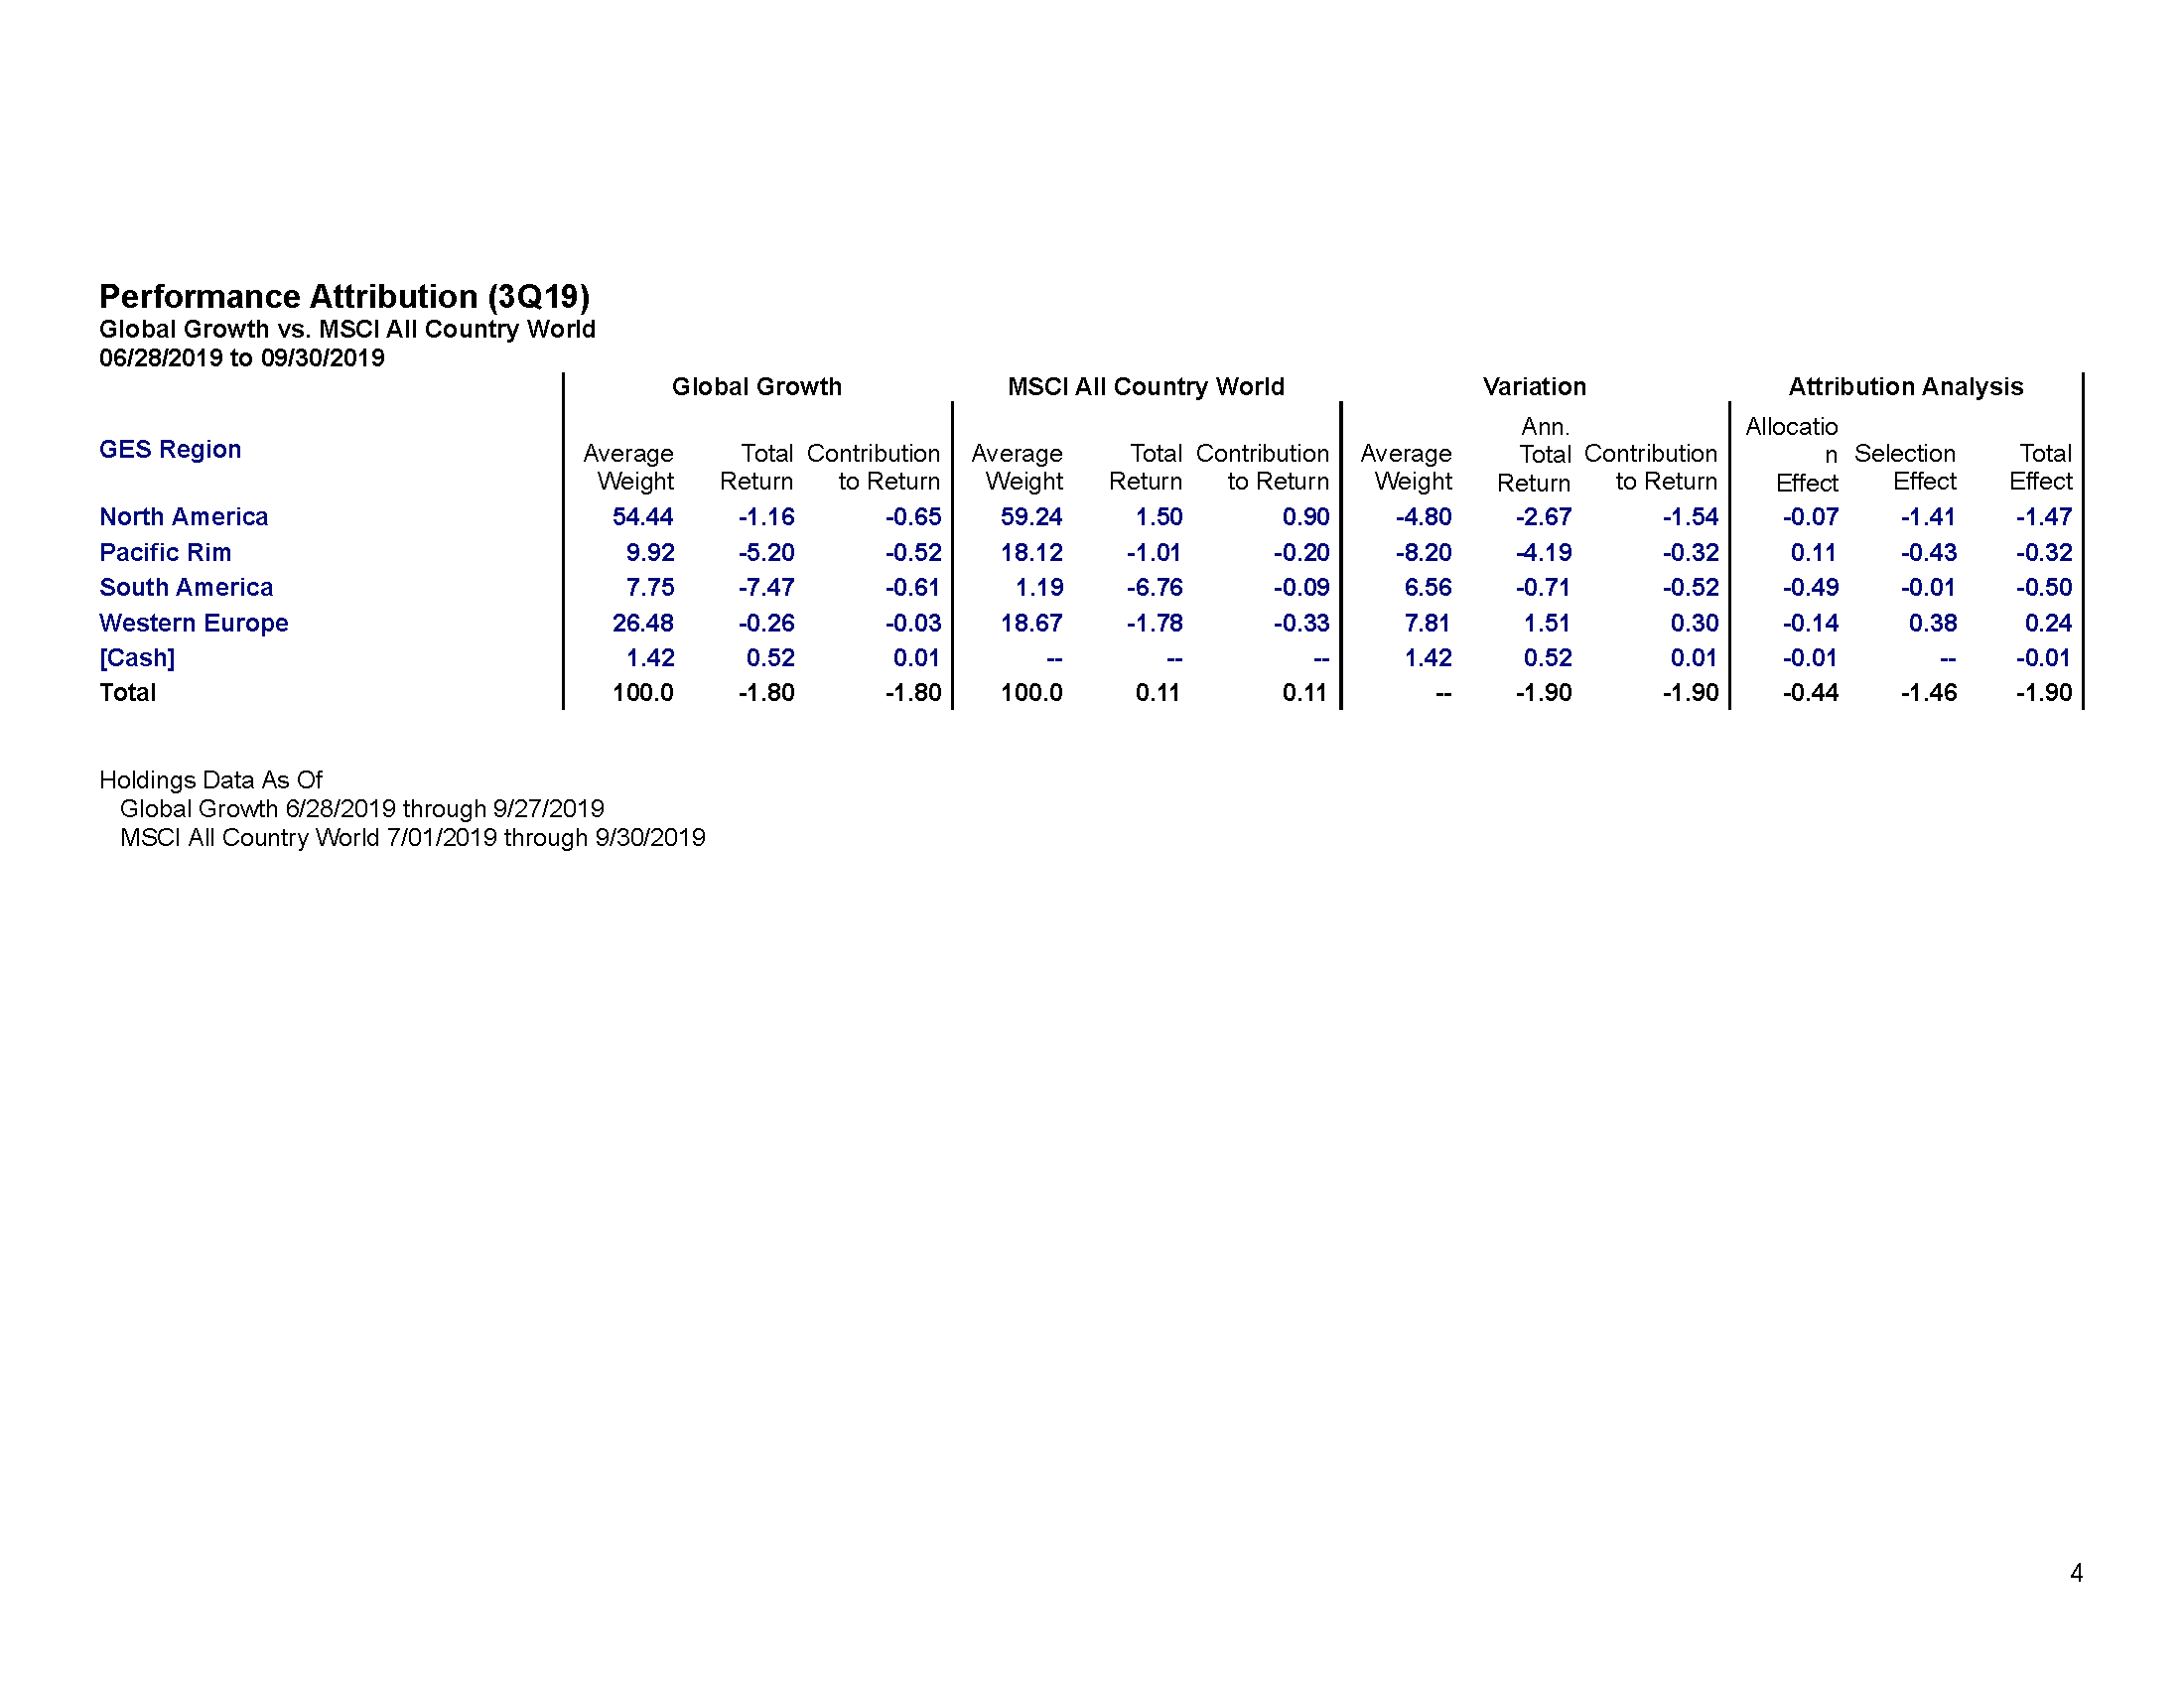 Performance Attribution (3Q19)
Global Growth vs. MSCI All Country World
06/28/2019 to 09/30/2019
Global Growth MSCI All Country World Variation Attribution Analysis
GES Region Average Weight Total Return Contribution to Return Average Weight Total Return Contribution to Return Average Weight Ann. Total Return Contribution to Return Allocatio n Effect Selection Effect Total Effect
North America 54.44 -1.16 -0.65 59.24 1.50 0.90 -4.80 -2.67 -1.54 -0.07 -1.41 -1.47
Pacific Rim 9.92 -5.20 -0.52 18.12 -1.01 -0.20 -8.20 -4.19 -0.32 0.11 -0.43 -0.32
South America 7.75 -7.47 -0.61 1.19 -6.76 -0.09 6.56 -0.71 -0.52 -0.49 -0.01 -0.50
Western Europe 26.48 -0.26 -0.03 18.67 -1.78 -0.33 7.81 1.51 0.30 -0.14 0.38 0.24
[Cash] 1.42 0.52 0.01 -- -- -- 1.42 0.52 0.01 -0.01 -- -0.01
Total 100.0 -1.80 -1.80 100.0 0.11 0.11 -- -1.90 -1.90 -0.44 -1.46 -1.90
Holdings Data As Of
Global Growth 6/28/2019 through 9/27/2019
MSCI All Country World 7/01/2019 through 9/30/2019
4